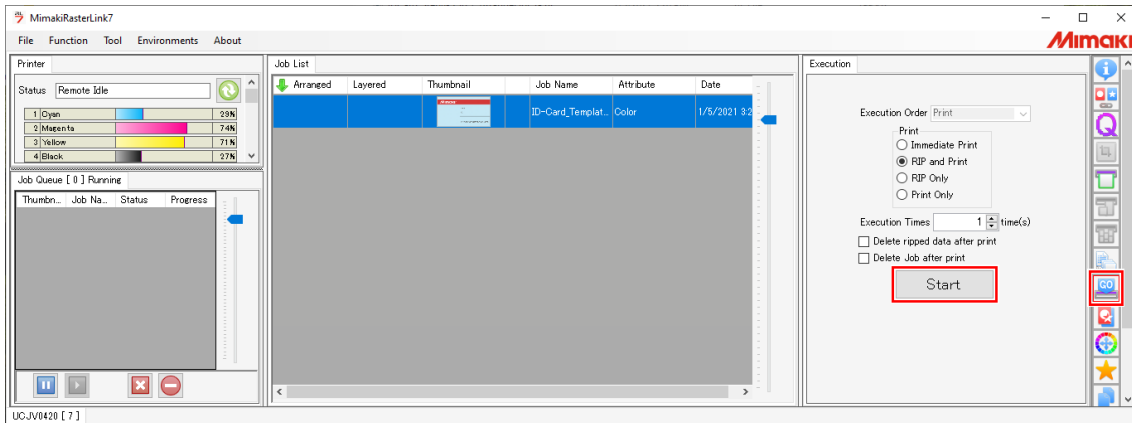 MimakiRasterLink7
File Function Tool Environments About
Mimaki
Printer
Status Remote Idle
1 Cyan 29%
2 Magenta 74%
3 Yellow 71%
4 Black 27%
Job Queue [ 0 ] Running
Thumbn... Job Na... Status Progress
Job List
Arranged Layered Thumbnail Job Name Attribute Date
ID-Card_Templat... Color 1/5/2021 3:2
Execution
Execution Order Print
Print
Immediate Print
RIP and Print
RIP Only
Print Only
Execution Times 1 time(s)
Delete ripped data after print
Delete Job after print
Start
GO
UCJV0420 [ 7 ]